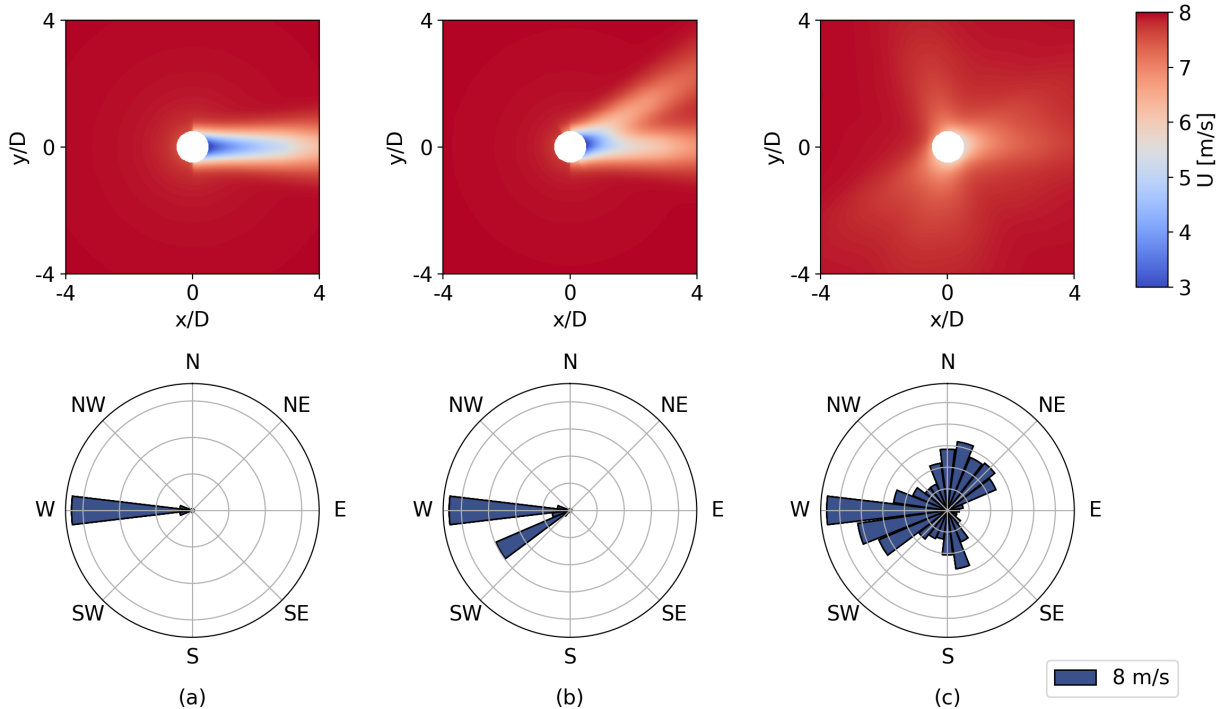 4
0
-4
y/D
-4 0 4
x/D
4
0
-4
y/D
-4 0 4
x/D
4
0
-4
y/D
-4 0 4
x/D
8
7
6
5
4
3
U [m/s]
N
NW NE
W E
SW SE
S
(a)
N
NW NE
W E
SW SE
S
(b)
N
NW NE
W E
SW SE
S
(c)
8 m/s